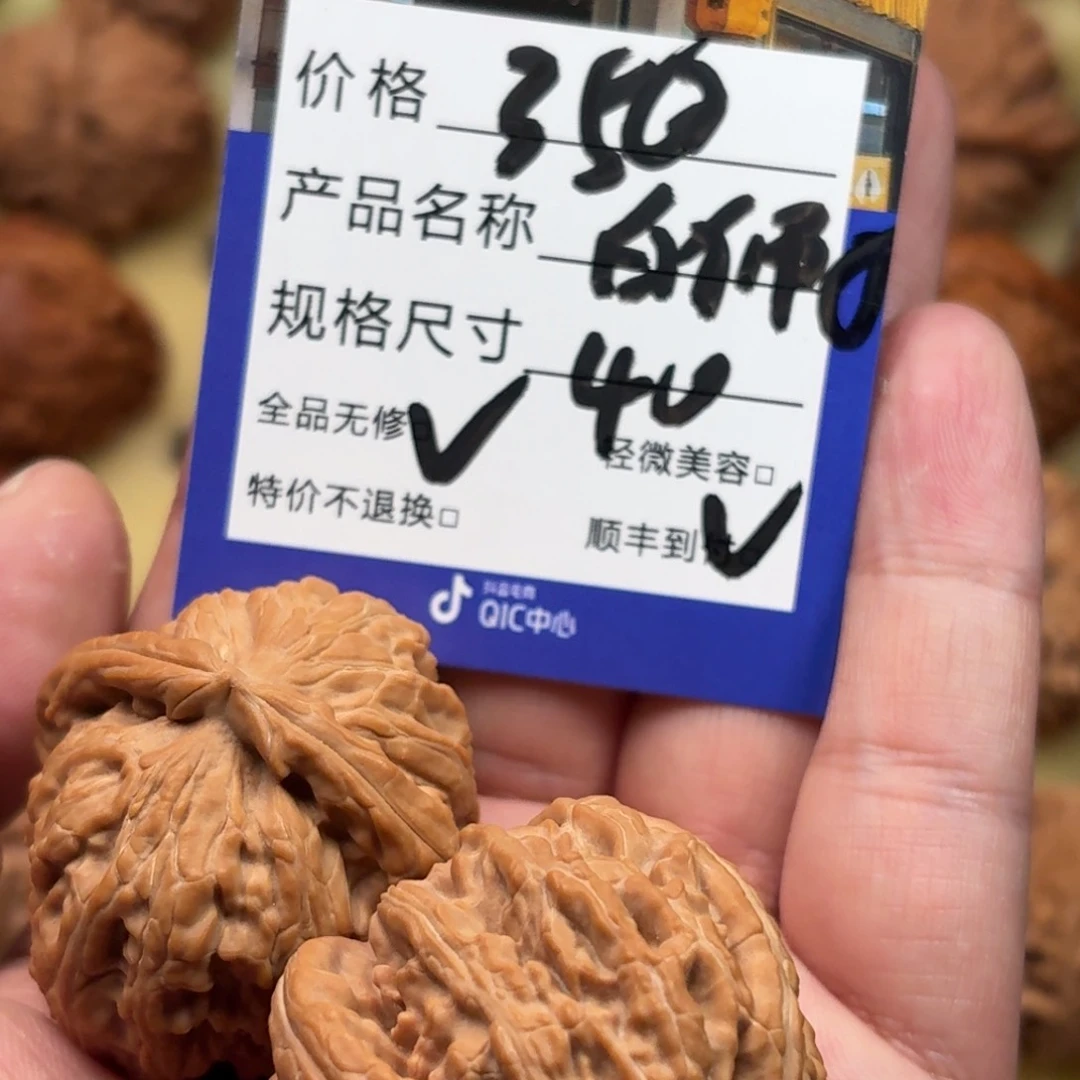 价格 350
产品名称 白狮
规格尺寸 40
全品无修 ✓ 轻微美容□
特价不退换□ 顺丰到 ✓
抖音电商
QIC中心